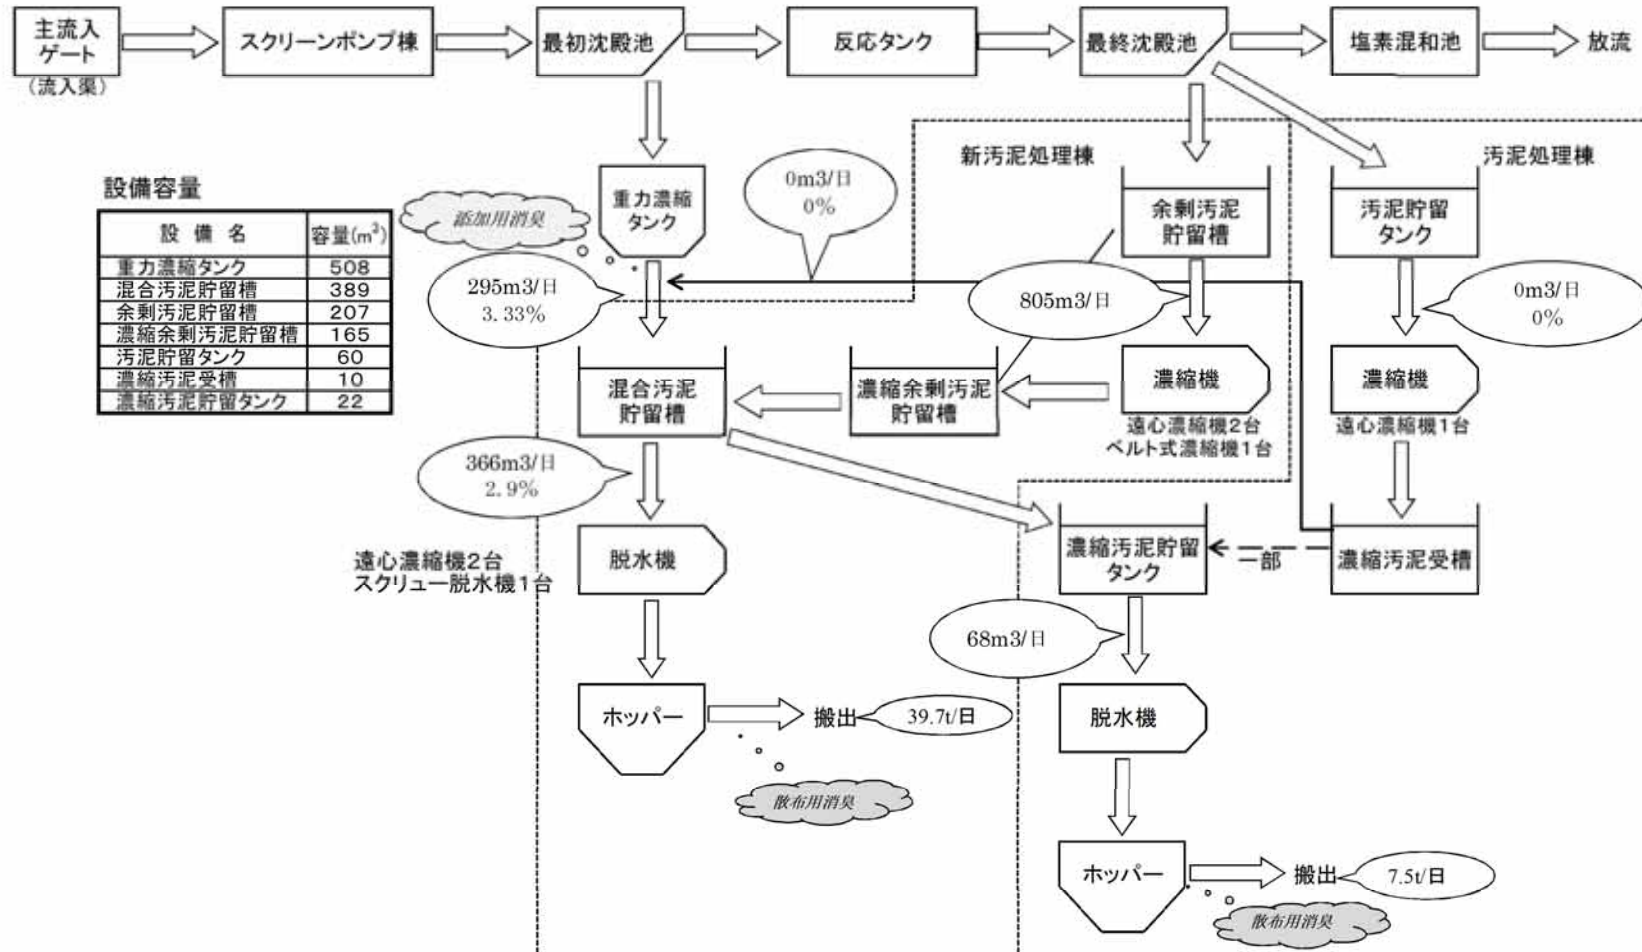 主流入
ゲート
(流入渠)
スクリーンポンプ棟
最初沈殿池
反応タンク
最終沈殿池
塩素混和池
放流
新汚泥処理棟
汚泥処理棟
設備容量
設 備 名 容量(m³)
重力濃縮タンク 508
混合汚泥貯留槽 389
余剰汚泥貯留槽 207
濃縮余剰汚泥貯留槽 165
汚泥貯留タンク 60
濃縮汚泥受槽 10
濃縮汚泥貯留タンク 22
添加用消臭
重力濃縮
タンク
0m3/日
0%
余剰汚泥
貯留槽
汚泥貯留
タンク
295m3/日
3.33%
805m3/日
0m3/日
0%
混合汚泥
貯留槽
濃縮余剰汚泥
貯留槽
濃縮機
遠心濃縮機2台
ベルト式濃縮機1台
濃縮機
遠心濃縮機1台
366m3/日
2.9%
遠心濃縮機2台
スクリュー脱水機1台
脱水機
濃縮汚泥貯留
タンク
一部
濃縮汚泥受槽
68m3/日
ホッパー
搬出
39.7t/日
散布用消臭
脱水機
ホッパー
搬出
7.5t/日
散布用消臭